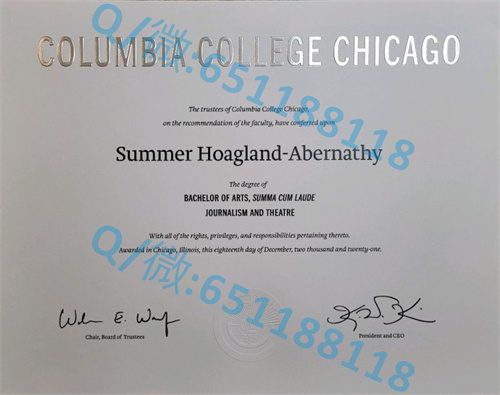 COLUMBIA COLLEGE CHICAGO
The trustees of Columbia College Chicago,
on the recommendation of the faculty, have conferred upon
Summer Hoagland-Abernathy
The degree of
BACHELOR OF ARTS, SUMMA CUM LAUDE
JOURNALISM AND THEATRE
With all of the rights, privileges, and responsibilities pertaining thereto.
Awarded in Chicago, Illinois, this eighteenth day of December, two thousand and twenty-one.
Chair, Board of Trustees
President and CEO
Q/微:651188118
Q/微:651188118